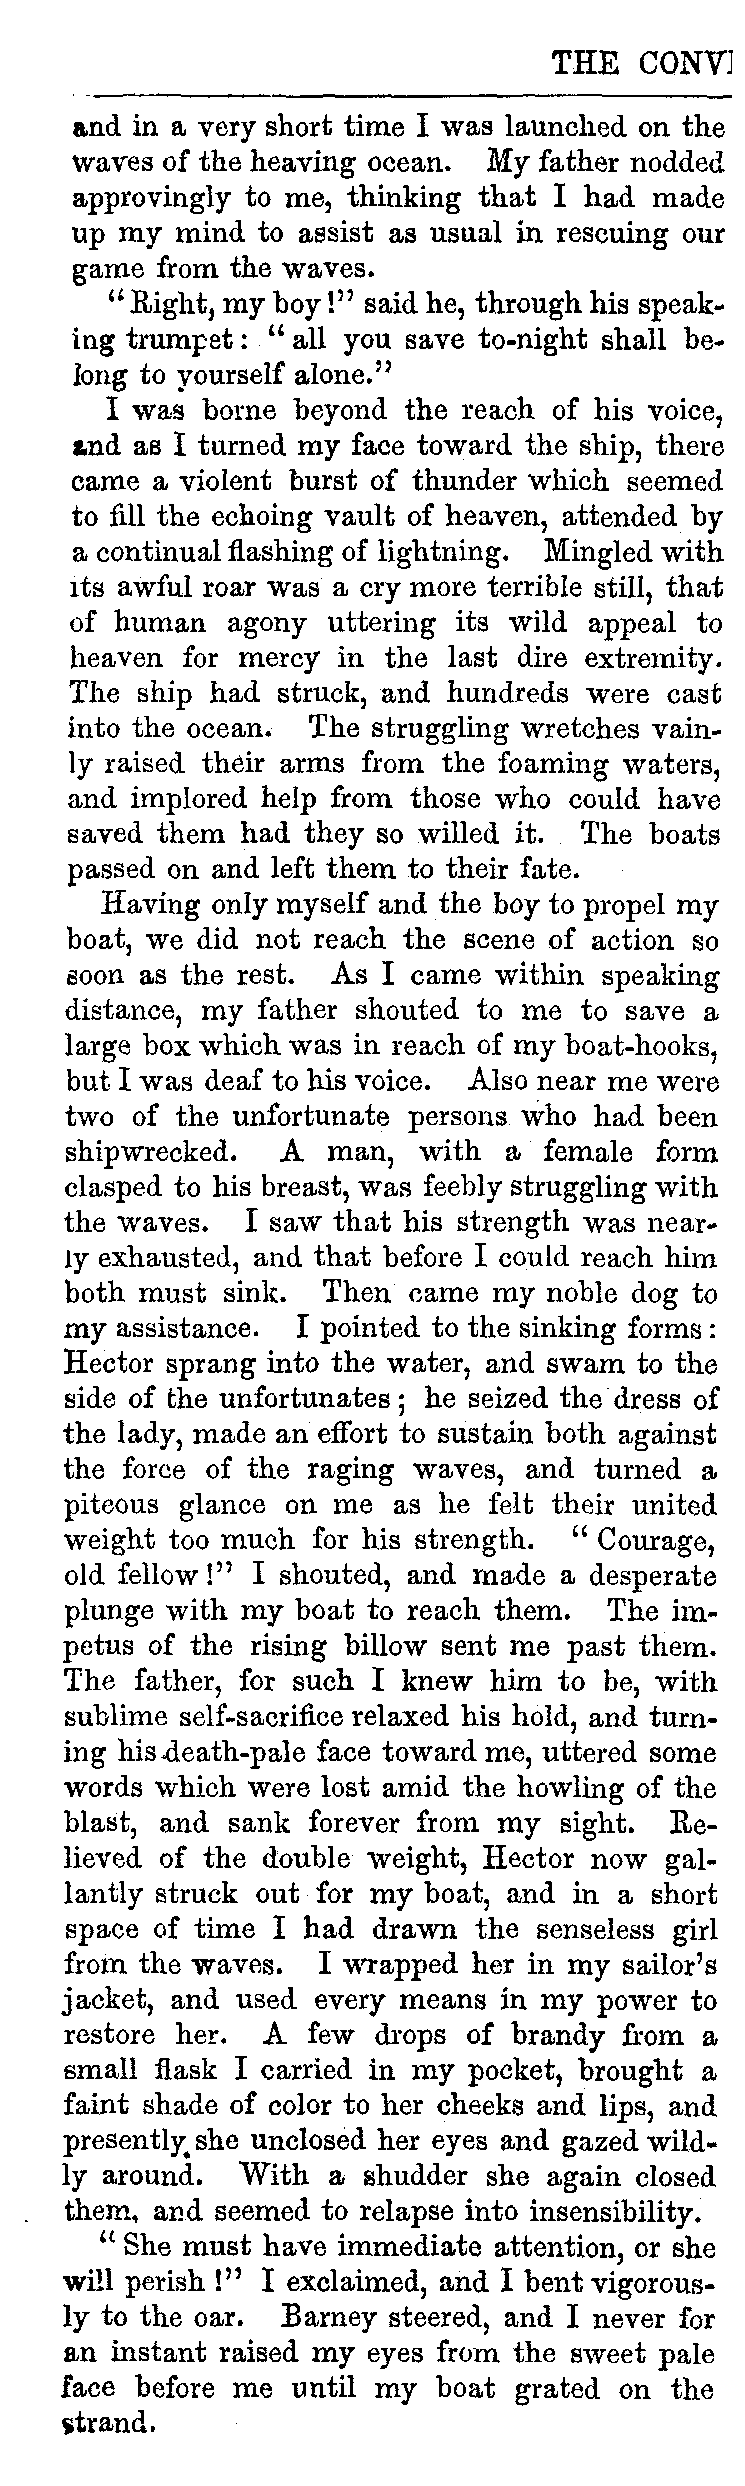 THE CONVI
and in a very short time I was launched on the
waves of the heaving ocean. My father nodded
approvingly to me, thinking that I had made
up my mind to assist as usual in rescuing our
game from the waves.
"Right, my boy!" said he, through his speak-
ing trumpet: "all you save to-night shall be-
long to yourself alone."
I was borne beyond the reach of his voice,
and as I turned my face toward the ship, there
came a violent burst of thunder which seemed
to fill the echoing vault of heaven, attended by
a continual flashing of lightning. Mingled with
its awful roar was a cry more terrible still, that
of human agony uttering its wild appeal to
heaven for mercy in the last dire extremity.
The ship had struck, and hundreds were cast
into the ocean. The struggling wretches vain-
ly raised their arms from the foaming waters,
and implored help from those who could have
saved them had they so willed it. The boats
passed on and left them to their fate.
Having only myself and the boy to propel my
boat, we did not reach the scene of action so
soon as the rest. As I came within speaking
distance, my father shouted to me to save a
large box which was in reach of my boat-hooks,
but I was deaf to his voice. Also near me were
two of the unfortunate persons who had been
shipwrecked. A man, with a female form
clasped to his breast, was feebly struggling with
the waves. I saw that his strength was near-
ly exhausted, and that before I could reach him
both must sink. Then came my noble dog to
my assistance. I pointed to the sinking forms:
Hector sprang into the water, and swam to the
side of the unfortunates; he seized the dress of
the lady, made an effort to sustain both against
the force of the raging waves, and turned a
piteous glance on me as he felt their united
weight too much for his strength. "Courage,
old fellow!" I shouted, and made a desperate
plunge with my boat to reach them. The im-
petus of the rising billow sent me past them.
The father, for such I knew him to be, with
sublime self-sacrifice relaxed his hold, and turn-
ing his death-pale face toward me, uttered some
words which were lost amid the howling of the
blast, and sank forever from my sight. Re-
lieved of the double weight, Hector now gal-
lantly struck out for my boat, and in a short
space of time I had drawn the senseless girl
from the waves. I wrapped her in my sailor's
jacket, and used every means in my power to
restore her. A few drops of brandy from a
small flask I carried in my pocket, brought a
faint shade of color to her cheeks and lips, and
presently she unclosed her eyes and gazed wild-
ly around. With a shudder she again closed
them, and seemed to relapse into insensibility.
"She must have immediate attention, or she
will perish!" I exclaimed, and I bent vigorous-
ly to the oar. Barney steered, and I never for
an instant raised my eyes from the sweet pale
face before me until my boat grated on the
strand.